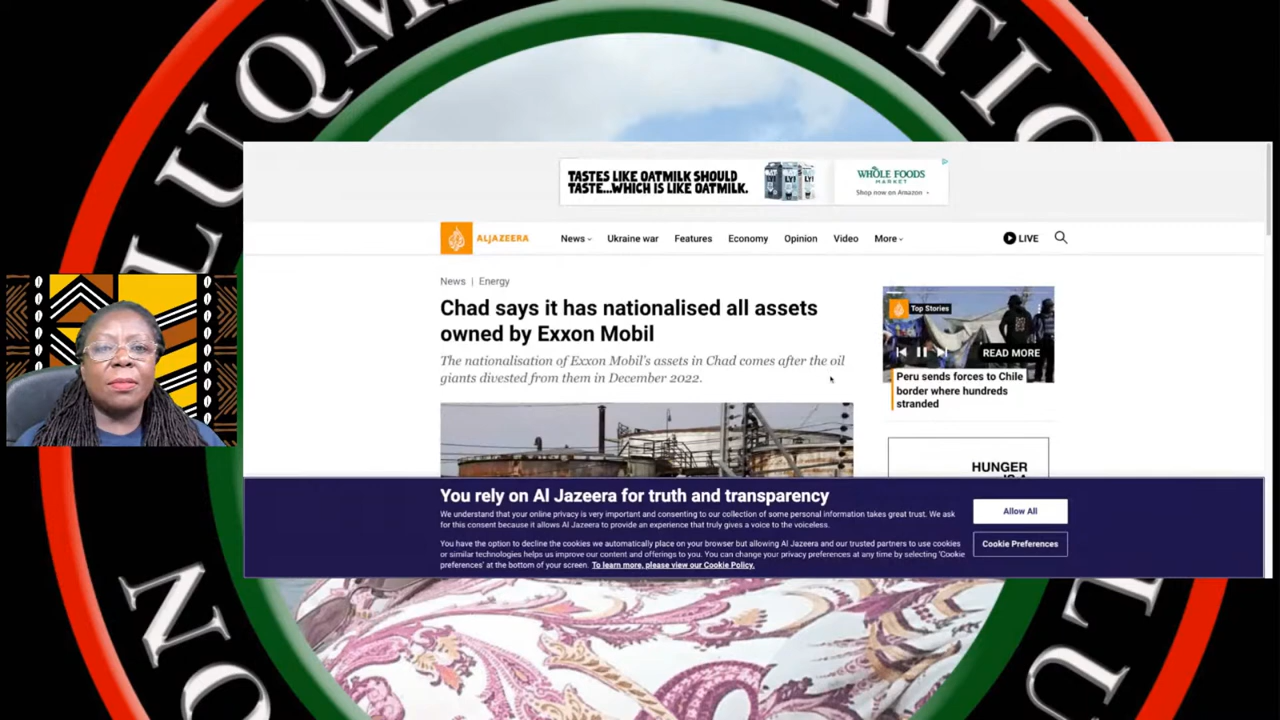 TASTES LIKE OATMILK SHOULD
TASTE...WHICH IS LIKE OATMILK.
WHOLE FOODS
MARKET
Shop now on Amazon
ALJAZEERA
News
Ukraine war
Features
Economy
Opinion
Video
More
LIVE
News | Energy
Chad says it has nationalised all assets
owned by Exxon Mobil
The nationalisation of Exxon Mobil's assets in Chad comes after the oil
giants divested from them in December 2022.
Top Stories
READ MORE
Peru sends forces to Chile
border where hundreds
stranded
HUNGER
You rely on Al Jazeera for truth and transparency
We understand that your online privacy is very important and consenting to our collection of some personal information takes great trust. We ask
for this consent because it allows Al Jazeera to provide an experience that truly gives a voice to the voiceless.
You have the option to decline the cookies we automatically place on your browser but allowing Al Jazeera and our trusted partners to use cookies
or similar technologies helps us improve our content and offerings to you. You can change your privacy preferences at any time by selecting 'Cookie
preferences' at the bottom of your screen. To learn more, please view our Cookie Policy.
Allow All
Cookie Preferences